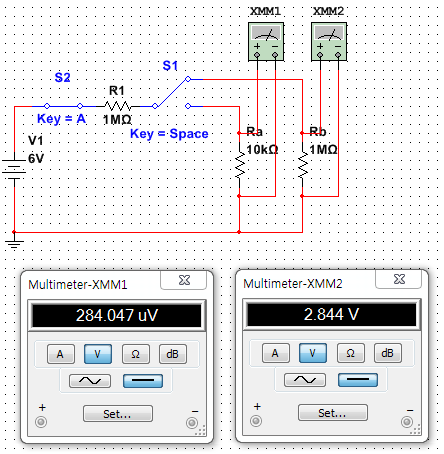 XMM1 XMM2
S2
S1
R1
1MΩ
Key = A
Key = Space
V1
6V
Ra
10kΩ
Rb
1MΩ
Multimeter-XMM1
284.047 uV
A V Ω dB
+ -
Set...
Multimeter-XMM2
2.844 V
A V Ω dB
+ -
Set...